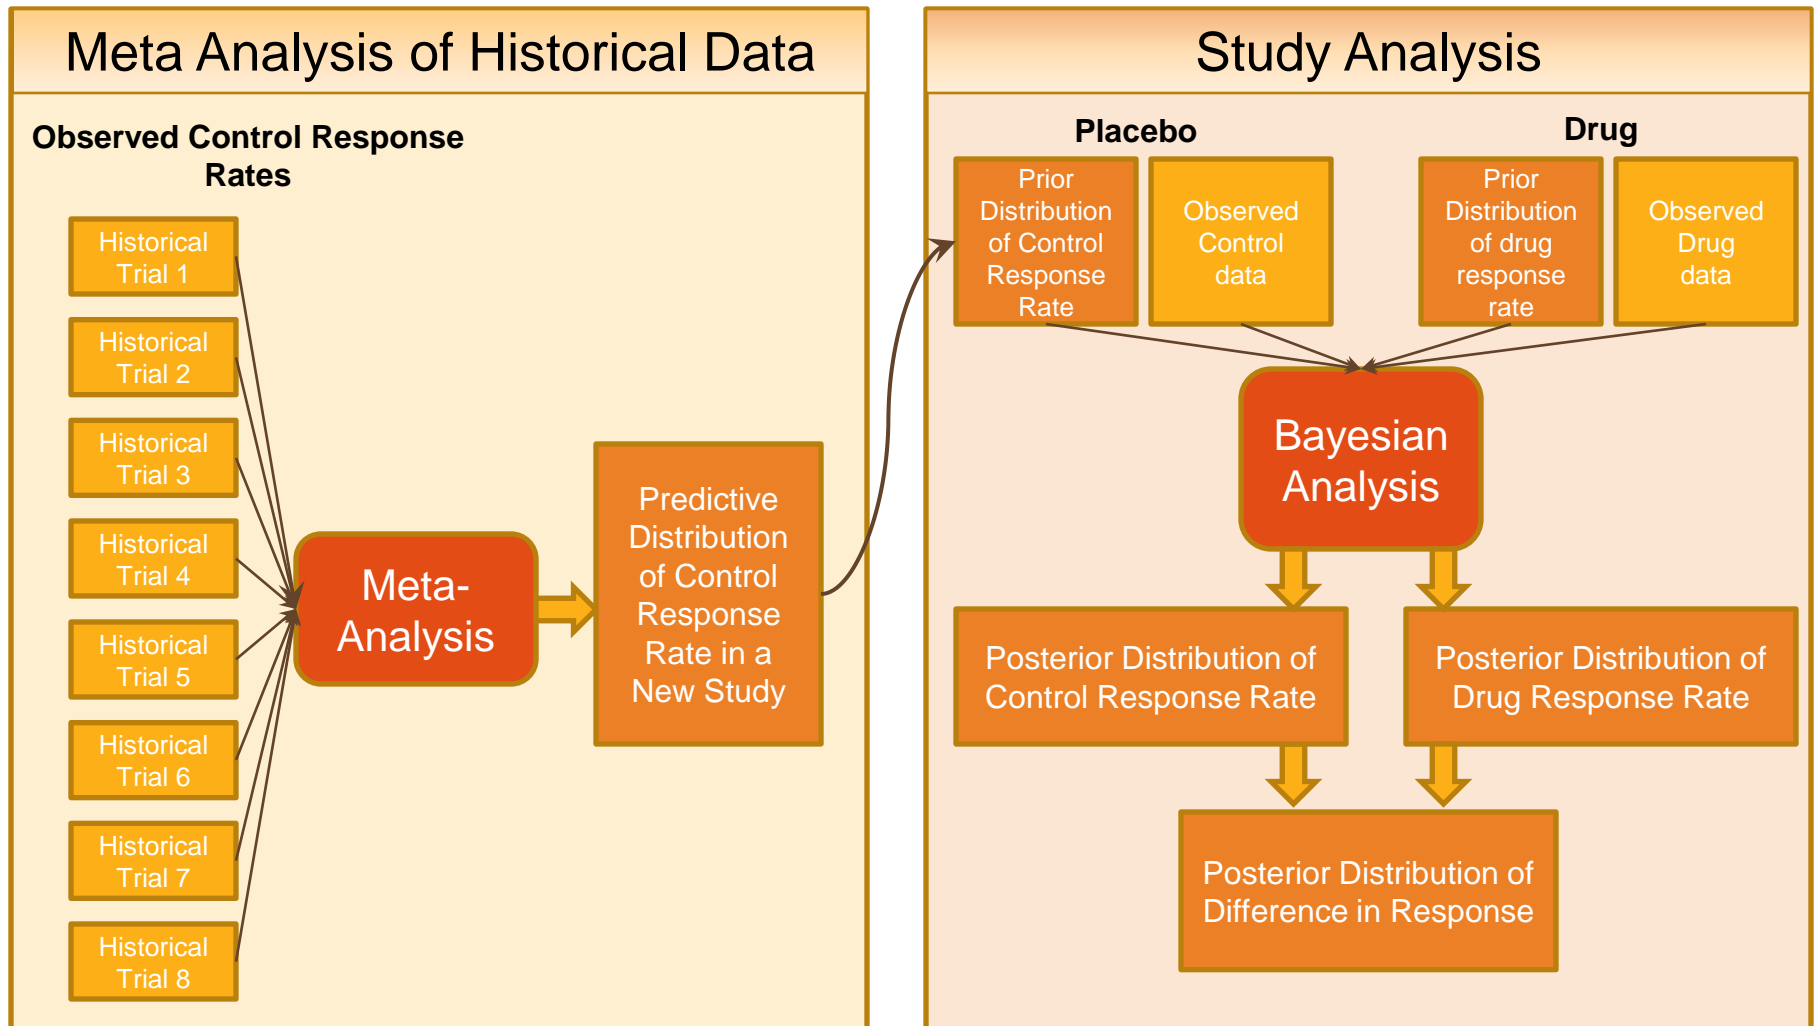 Meta Analysis of Historical Data
Observed Control Response
Rates
Historical
Trial 1
Historical
Trial 2
Historical
Trial 3
Historical
Trial 4
Historical
Trial 5
Historical
Trial 6
Historical
Trial 7
Historical
Trial 8
Meta-
Analysis
Predictive
Distribution
of Control
Response
Rate in a
New Study
Study Analysis
Placebo
Drug
Prior
Distribution
of Control
Response
Rate
Observed
Control
data
Prior
Distribution
of drug
response
rate
Observed
Drug
data
Bayesian
Analysis
Posterior Distribution of
Control Response Rate
Posterior Distribution of
Drug Response Rate
Posterior Distribution of
Difference in Response